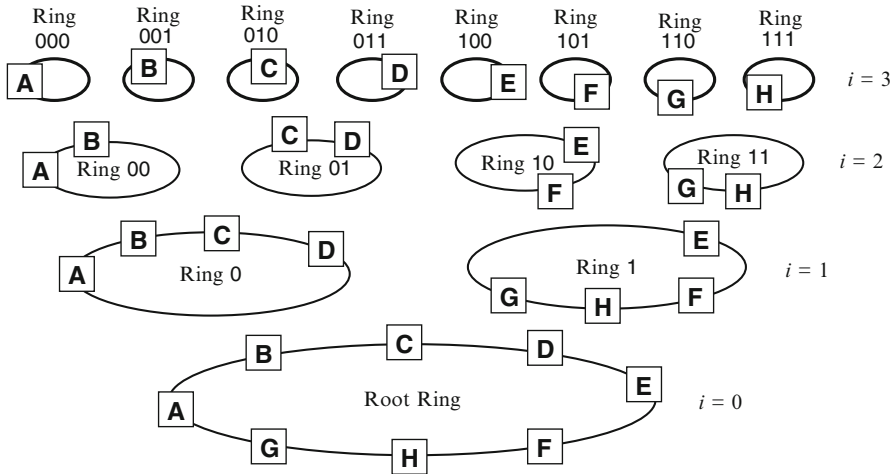 Ring Ring Ring Ring Ring Ring Ring Ring
000 001 010 011 100 101 110 111
A B C D E F G H i = 3
A B Ring 00 C D Ring 01 Ring 10 E F Ring 11 G H i = 2
A B C D Ring 0 E Ring 1 G H F i = 1
B C D
A Root Ring E i = 0
G H F